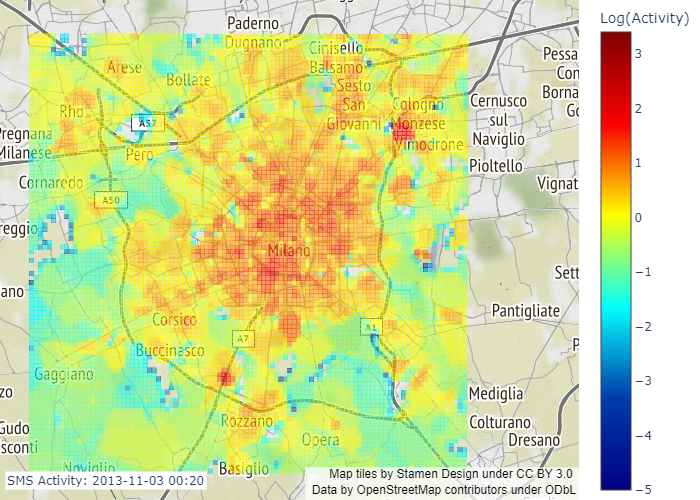 Log(Activity)
3
2
1
0
−1
−2
−3
−4
−5
Paderno
Dugnano
Cinisello
Balsamo
Arese
Bollate
Sesto
San
Giovanni
Cologno
Monzese
Vimodrone
Cernusco
sul
Naviglio
Pessa
Con
Borna
Go
Rho
A52
Pregnana
Milanese
Pero
Pioltello
Cornaredo
Vignat
A50
reggio
Milano
Sett
ano
Pantigliate
Corsico
A7
A1
Buccinasco
P
Gaggiano
Mediglia
zo
Rozzano
Colturano
Gudo
sconti
Opera
Dresano
Noviglio
Basiglio
SMS Activity: 2013-11-03 00:20
Map tiles by Stamen Design under CC BY 3.0
Data by OpenStreetMap contributors under ODbL